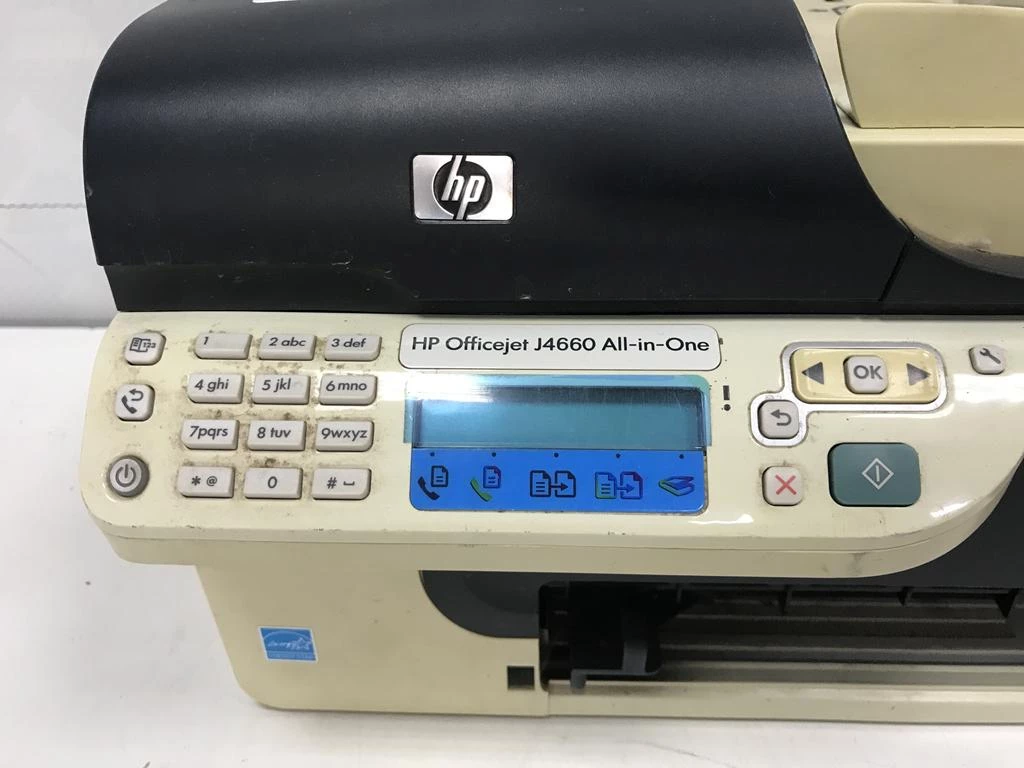 hp
HP Officejet J4660 All-in-One
123
1
2 abc
3 def
4 ghi
5 jkl
6 mno
7pqrs
8 tuv
9wxyz
* @
0
# ⎵
!
OK